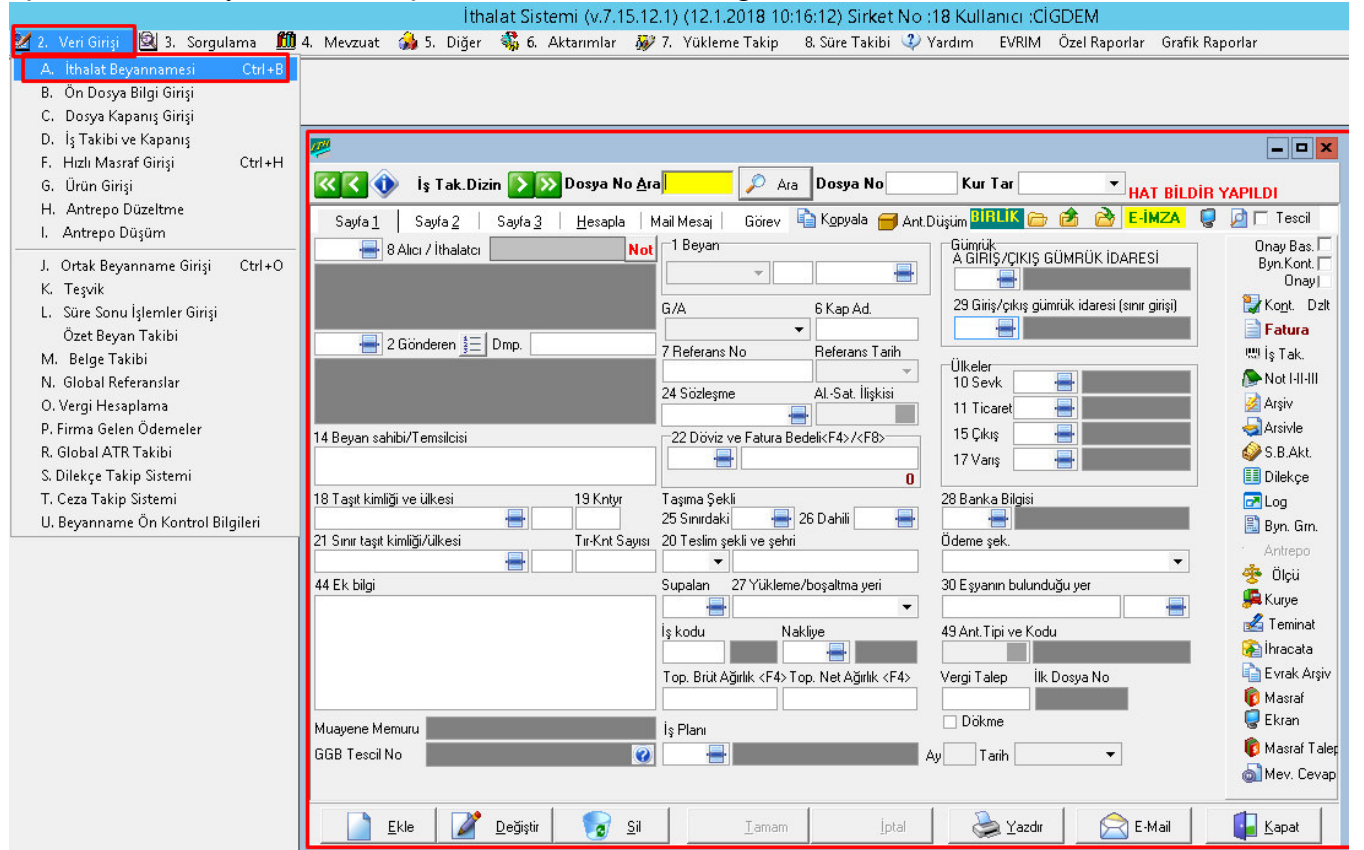 İthalat Sistemi (v.7.15.12.1) (12.1.2018 10:16:12) Sirket No :18 Kullanıcı :CİGDEM
2. Veri Girişi 3. Sorgulama 4. Mevzuat 5. Diğer 6. Aktarımlar 7. Yükleme Takip 8. Süre Takibi Yardım EVRIM Özel Raporlar Grafik Raporlar
A. İthalat Beyannamesi Ctrl+B
B. Ön Dosya Bilgi Girişi
C. Dosya Kapanış Girişi
D. İş Takibi ve Kapanış
F. Hızlı Masraf Girişi Ctrl+H
G. Ürün Girişi
H. Antrepo Düzeltme
I. Antrepo Düşüm
J. Ortak Beyanname Girişi Ctrl+O
K. Teşvik
L. Süre Sonu İşlemler Girişi
Özet Beyan Takibi
M. Belge Takibi
N. Global Referanslar
O. Vergi Hesaplama
P. Firma Gelen Ödemeler
R. Global ATR Takibi
S. Dilekçe Takip Sistemi
T. Ceza Takip Sistemi
U. Beyanname Ön Kontrol Bilgileri
İş Tak.Dizin Dosya No Ara Ara Dosya No Kur Tar HAT BİLDİR YAPILDI
Sayfa 1 Sayfa 2 Sayfa 3 Hesapla Mail Mesaj Görev Kopyala Ant.Düşüm BİRLİK E-İMZA Tescil
8 Alıcı / İthalatcı Not
2 Gönderen Dmp.
14 Beyan sahibi/Temsilcisi
18 Taşıt kimliği ve ülkesi 19 Kntyr
21 Sınır taşıt kimliği/ülkesi Tır-Knt Sayısı
44 Ek bilgi
Muayene Memuru
GGB Tescil No
1 Beyan
G/A 6 Kap Ad.
7 Referans No Referans Tarih
24 Sözleşme Al.-Sat. İlişkisi
22 Döviz ve Fatura Bedeli<F4>/<F8>
0
Taşıma Şekli
25 Sınırdaki 26 Dahili
20 Teslim şekli ve şehri
Supalan 27 Yükleme/boşaltma yeri
İş kodu Nakliye
Top. Brüt Ağırlık <F4> Top. Net Ağırlık <F4>
İş Planı
Gümrük
A GİRİŞ/ÇIKIŞ GÜMRÜK İDARESİ
29 Giriş/çıkış gümrük idaresi (sınır girişi)
Ülkeler
10 Sevk
11 Ticaret
15 Çıkış
17 Varış
28 Banka Bilgisi
Ödeme şek.
30 Eşyanın bulunduğu yer
49 Ant.Tipi ve Kodu
Vergi Talep İlk Dosya No
Dökme
Ay Tarih
Onay Bas.
Byn.Kont.
Onay
Kont. Dzlt
Fatura
İş Tak.
Not I-II-III
Arşiv
Arsivle
S.B.Akt.
Dilekçe
Log
Byn. Grn.
Antrepo
Ölçü
Kurye
Teminat
İhracata
Evrak Arşiv
Masraf
Ekran
Masraf Talep
Mev. Cevap
Ekle Değiştir Sil Tamam İptal Yazdır E-Mail Kapat